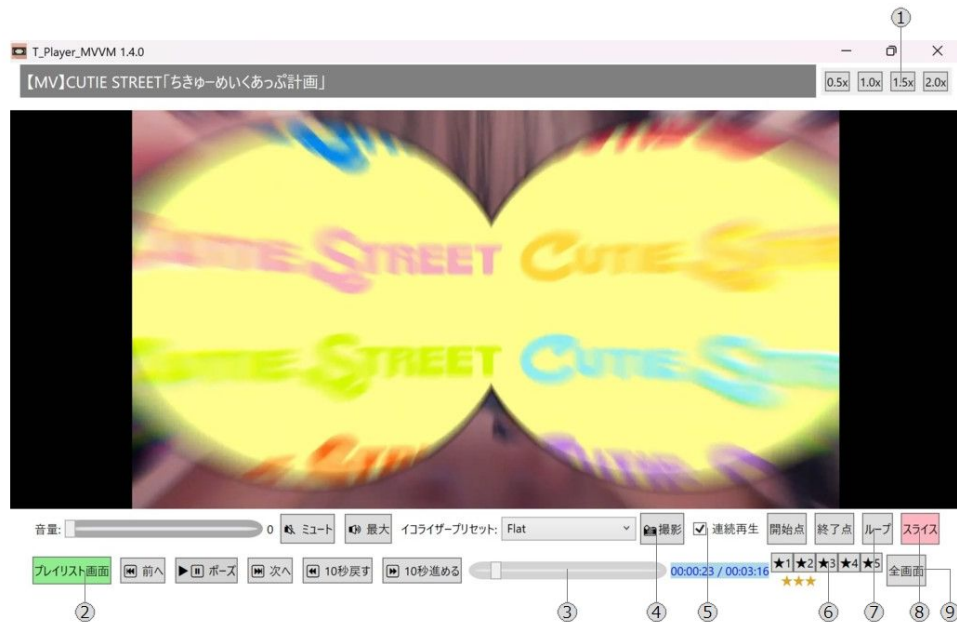 ①
T_Player_MVVM 1.4.0
【MV】CUTIE STREET「ちきゅーめいくあっぷ計画」
0.5x 1.0x 1.5x 2.0x
STREET CUTIE
CUTIE STREET CUTIE S
CUTIE STREET CUTIE STR
音量: 0 ミュート 最大 イコライザープリセット: Flat 撮影 連続再生 開始点 終了点 ループ スライス
プレイリスト画面 前へ ポーズ 次へ 10秒戻す 10秒進める 00:00:23 / 00:03:16 ★1 ★2 ★3 ★4 ★5 全画面
★★★
② ③ ④ ⑤ ⑥ ⑦ ⑧ ⑨